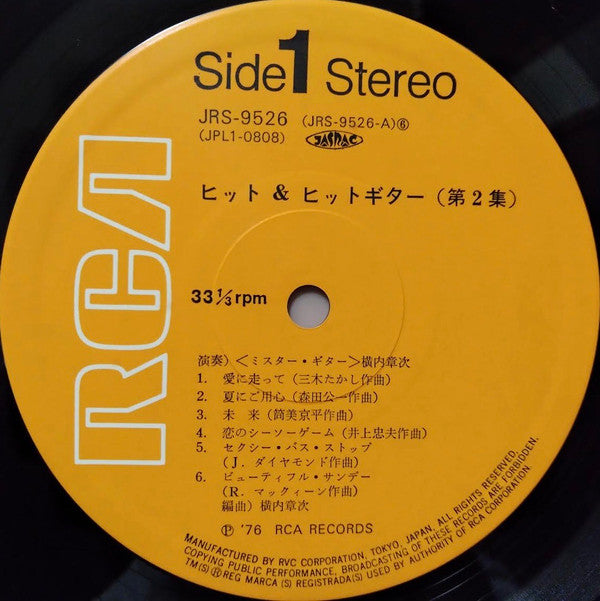 Side 1 Stereo
JRS-9526 (JRS-9526-A)⑥
(JPL1-0808) JASRAC
RCA
ヒット & ヒットギター (第2集)
33 1/3 rpm
演奏) <ミスター・ギター> 横内章次
1. 愛に走って (三木たかし作曲)
2. 夏にご用心 (森田公一作曲)
3. 未来 (筒美京平作曲)
4. 恋のシーソーゲーム (井上忠夫作曲)
5. セクシー・バス・ストップ
(J. ダイヤモンド作曲)
6. ビューティフル・サンデー
(R. マックィーン作曲)
編曲) 横内章次
Ⓟ '76 RCA RECORDS
MANUFACTURED BY RVC CORPORATION, TOKYO, JAPAN, ALL RIGHTS RESERVED,
COPYING PUBLIC PERFORMANCE, BROADCASTING OF THESE RECORDS ARE FORBIDDEN.
TM(S) Ⓡ REG MARCA (S) REGISTRADA(S) USED BY AUTHORITY OF RCA CORPORATION.